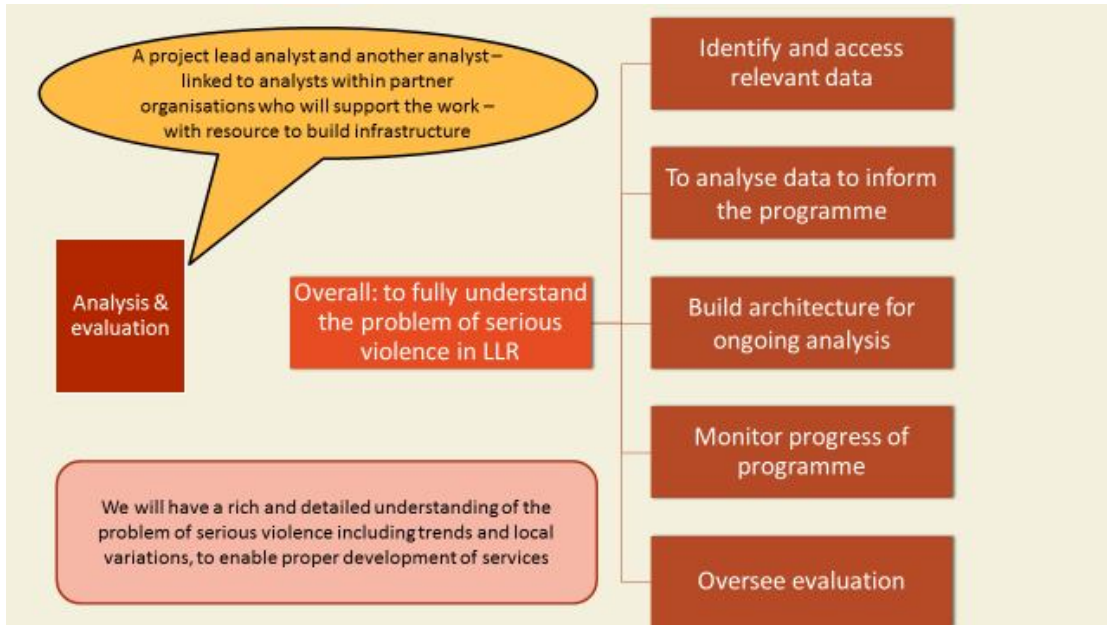 A project lead analyst and another analyst –
linked to analysts within partner
organisations who will support the work –
with resource to build infrastructure
Analysis &
evaluation
Overall: to fully understand
the problem of serious
violence in LLR
Identify and access
relevant data
To analyse data to inform
the programme
Build architecture for
ongoing analysis
Monitor progress of
programme
Oversee evaluation
We will have a rich and detailed understanding of the
problem of serious violence including trends and local
variations, to enable proper development of services